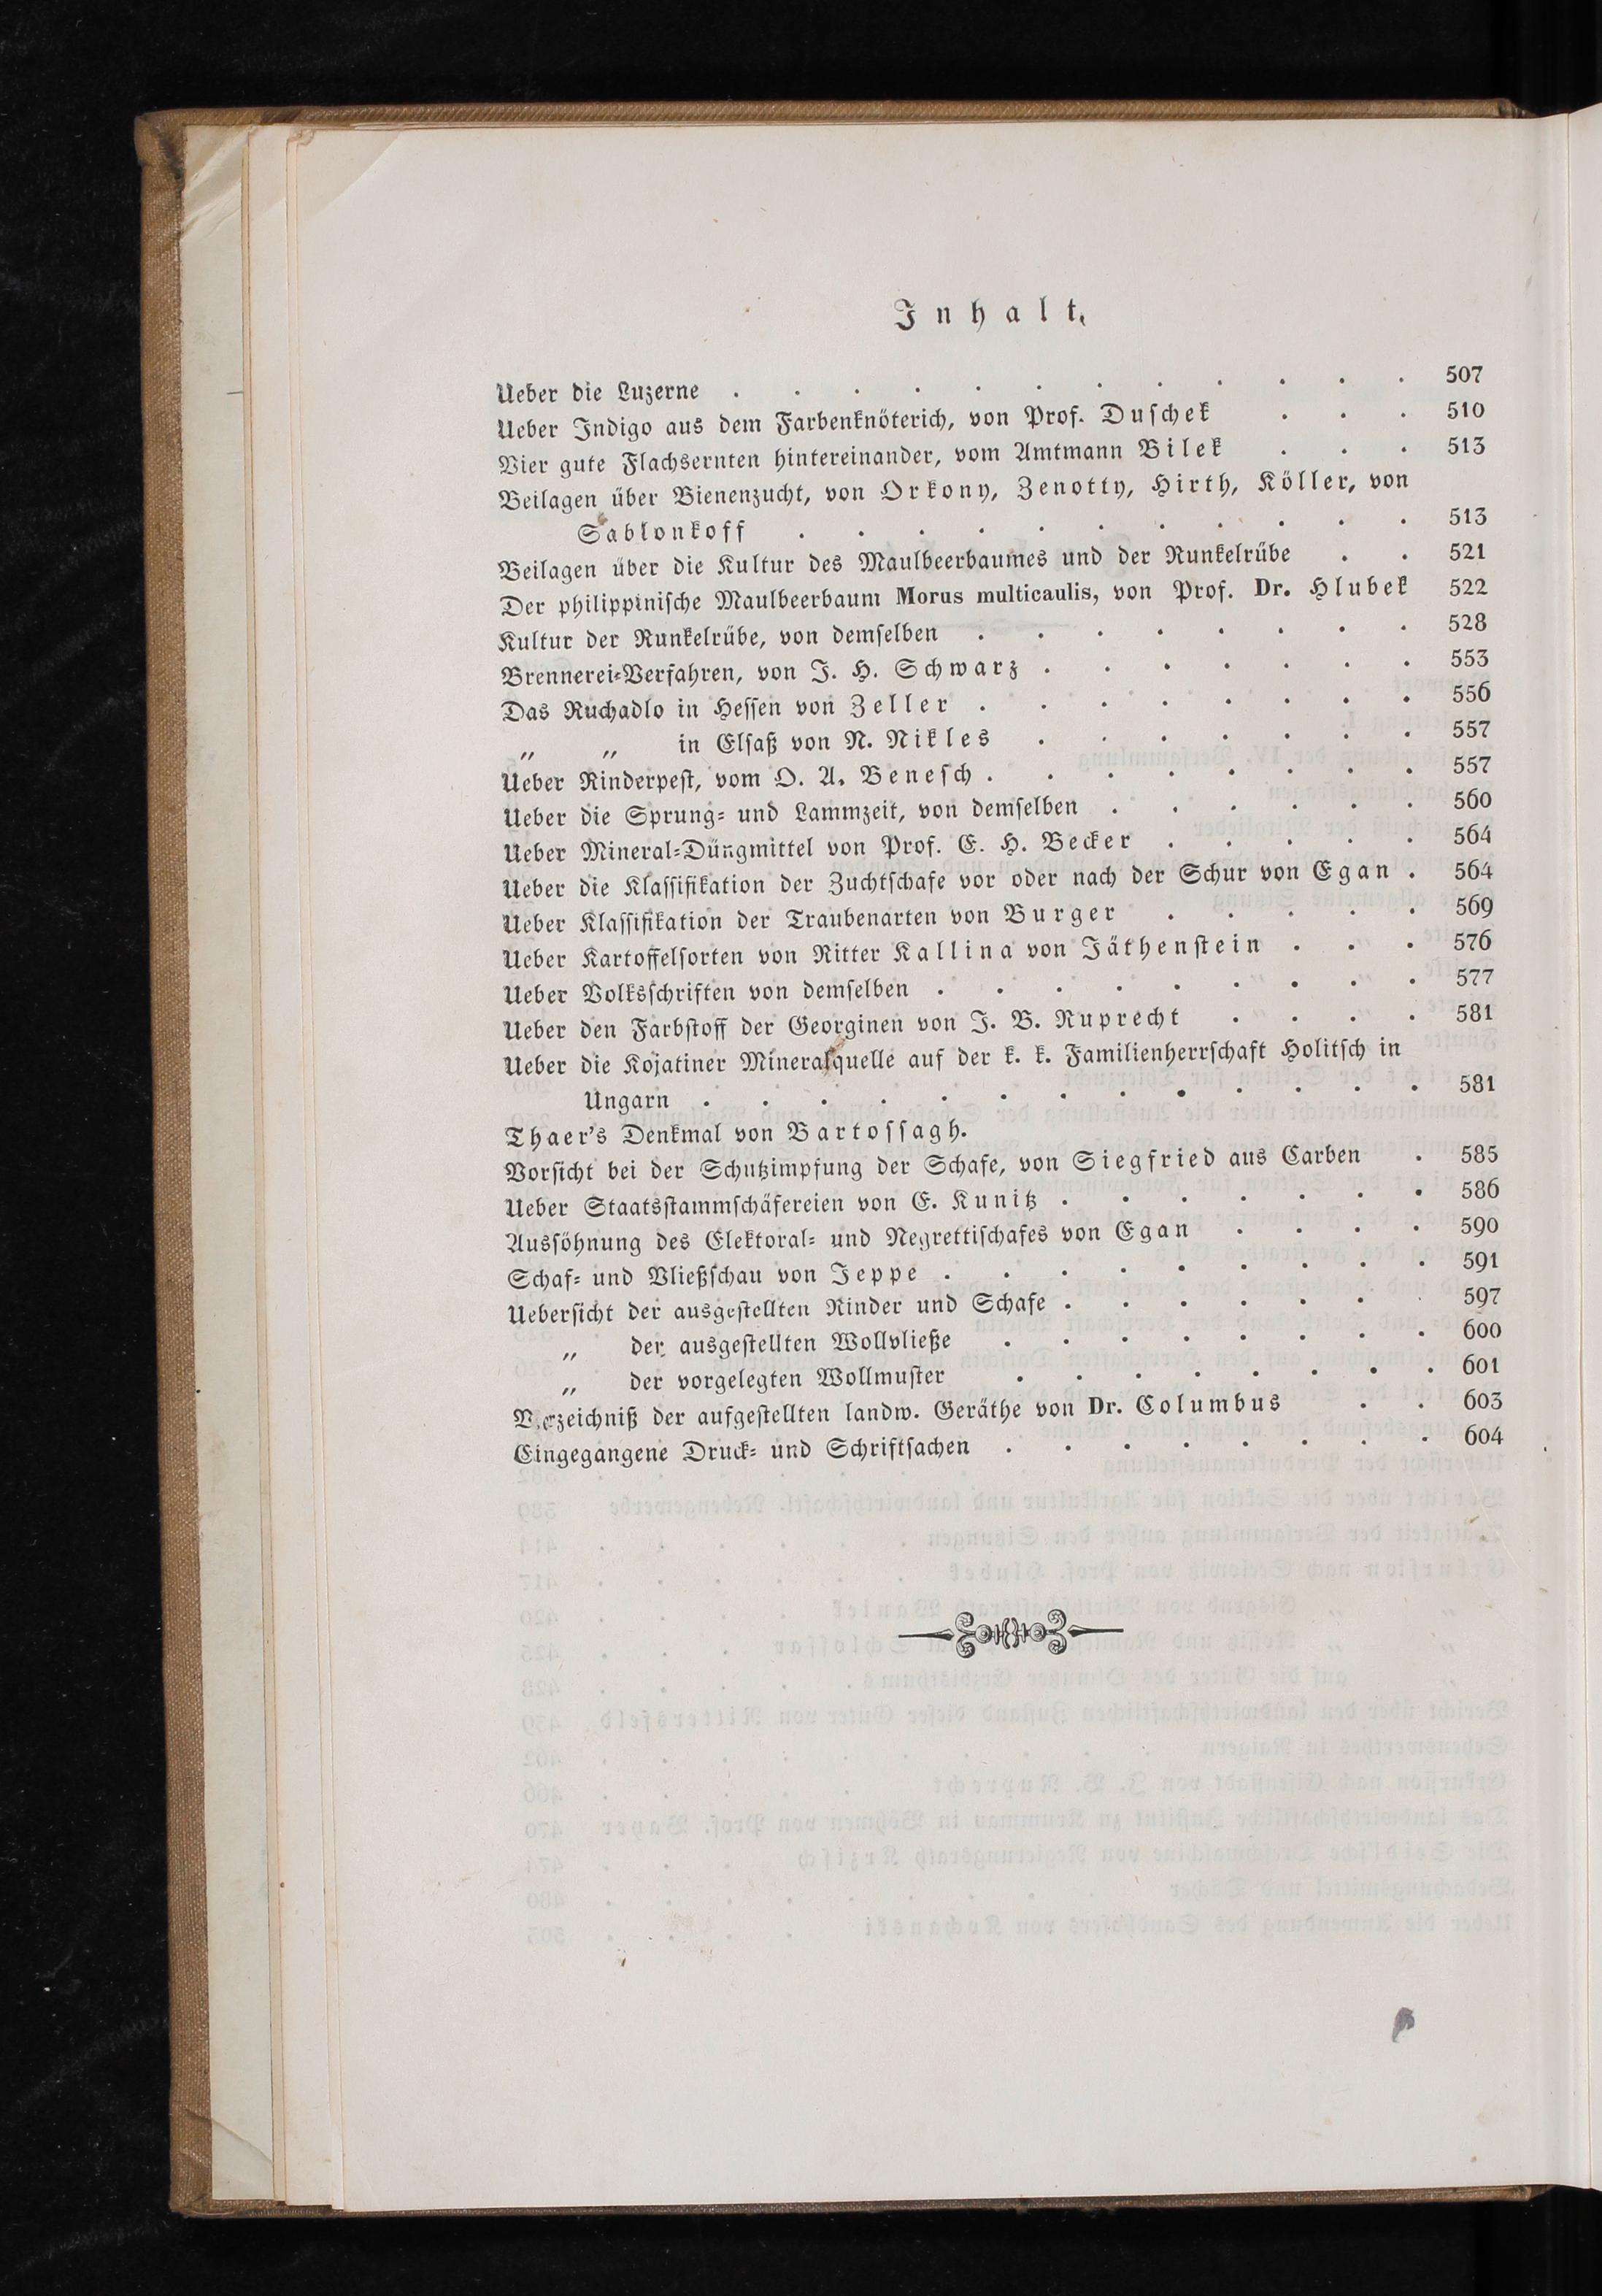 Inhalt.
Ueber die Luzerne . . . . . . . . . . . . 507
Ueber Indigo aus dem Farbenknöterich, von Prof. Duschek . . . 510
Vier gute Flachsernten hintereinander, vom Amtmann Bilek . . . 513
Beilagen über Bienenzucht, von Orkony, Zenotty, Hirth, Köller, von
Sablonkoff . . . . . . . . . . . 513
Beilagen über die Kultur des Maulbeerbaumes und der Runkelrübe . . 521
Der philippinische Maulbeerbaum Morus multicaulis, von Prof. Dr. Hlubek 522
Kultur der Runkelrübe, von demselben . . . . . . . . 528
Brennerei-Verfahren, von J. H. Schwarz . . . . . . . 553
Das Ruchadlo in Hessen von Zeller . . . . . . . . 556
„ „ in Elsaß von N. Nikles . . . . . . . 557
Ueber Rinderpest, vom O. A. Benesch . . . . . . . . 557
Ueber die Sprung- und Lammzeit, von demselben . . . . . . 560
Ueber Mineral-Düngmittel von Prof. E. H. Becker . . . . . 564
Ueber die Klassifikation der Zuchtschafe vor oder nach der Schur von Egan . 564
Ueber Klassifikation der Traubenarten von Burger . . . . . 569
Ueber Kartoffelsorten von Ritter Kallina von Jäthenstein . . . 576
Ueber Volksschriften von demselben . . . . . . . . . 577
Ueber den Farbstoff der Georginen von J. B. Ruprecht . . . . 581
Ueber die Kojatiner Mineralquelle auf der k. k. Familienherrschaft Holitsch in
Ungarn . . . . . . . . . . . . . 581
Thaer's Denkmal von Bartossagh.
Vorsicht bei der Schutzimpfung der Schafe, von Siegfried aus Carben . 585
Ueber Staatsstammschäfereien von E. Kunitz . . . . . . . 586
Aussöhnung des Elektoral- und Negrettischafes von Egan . . . . 590
Schaf- und Vließschau von Jeppe . . . . . . . . . 591
Uebersicht der ausgestellten Rinder und Schafe . . . . . . . 597
„ der ausgestellten Wollvließe . . . . . . . . 600
„ der vorgelegten Wollmuster . . . . . . . . 601
Verzeichniß der aufgestellten landw. Geräthe von Dr. Columbus . . 603
Eingegangene Druck- und Schriftsachen . . . . . . . . 604